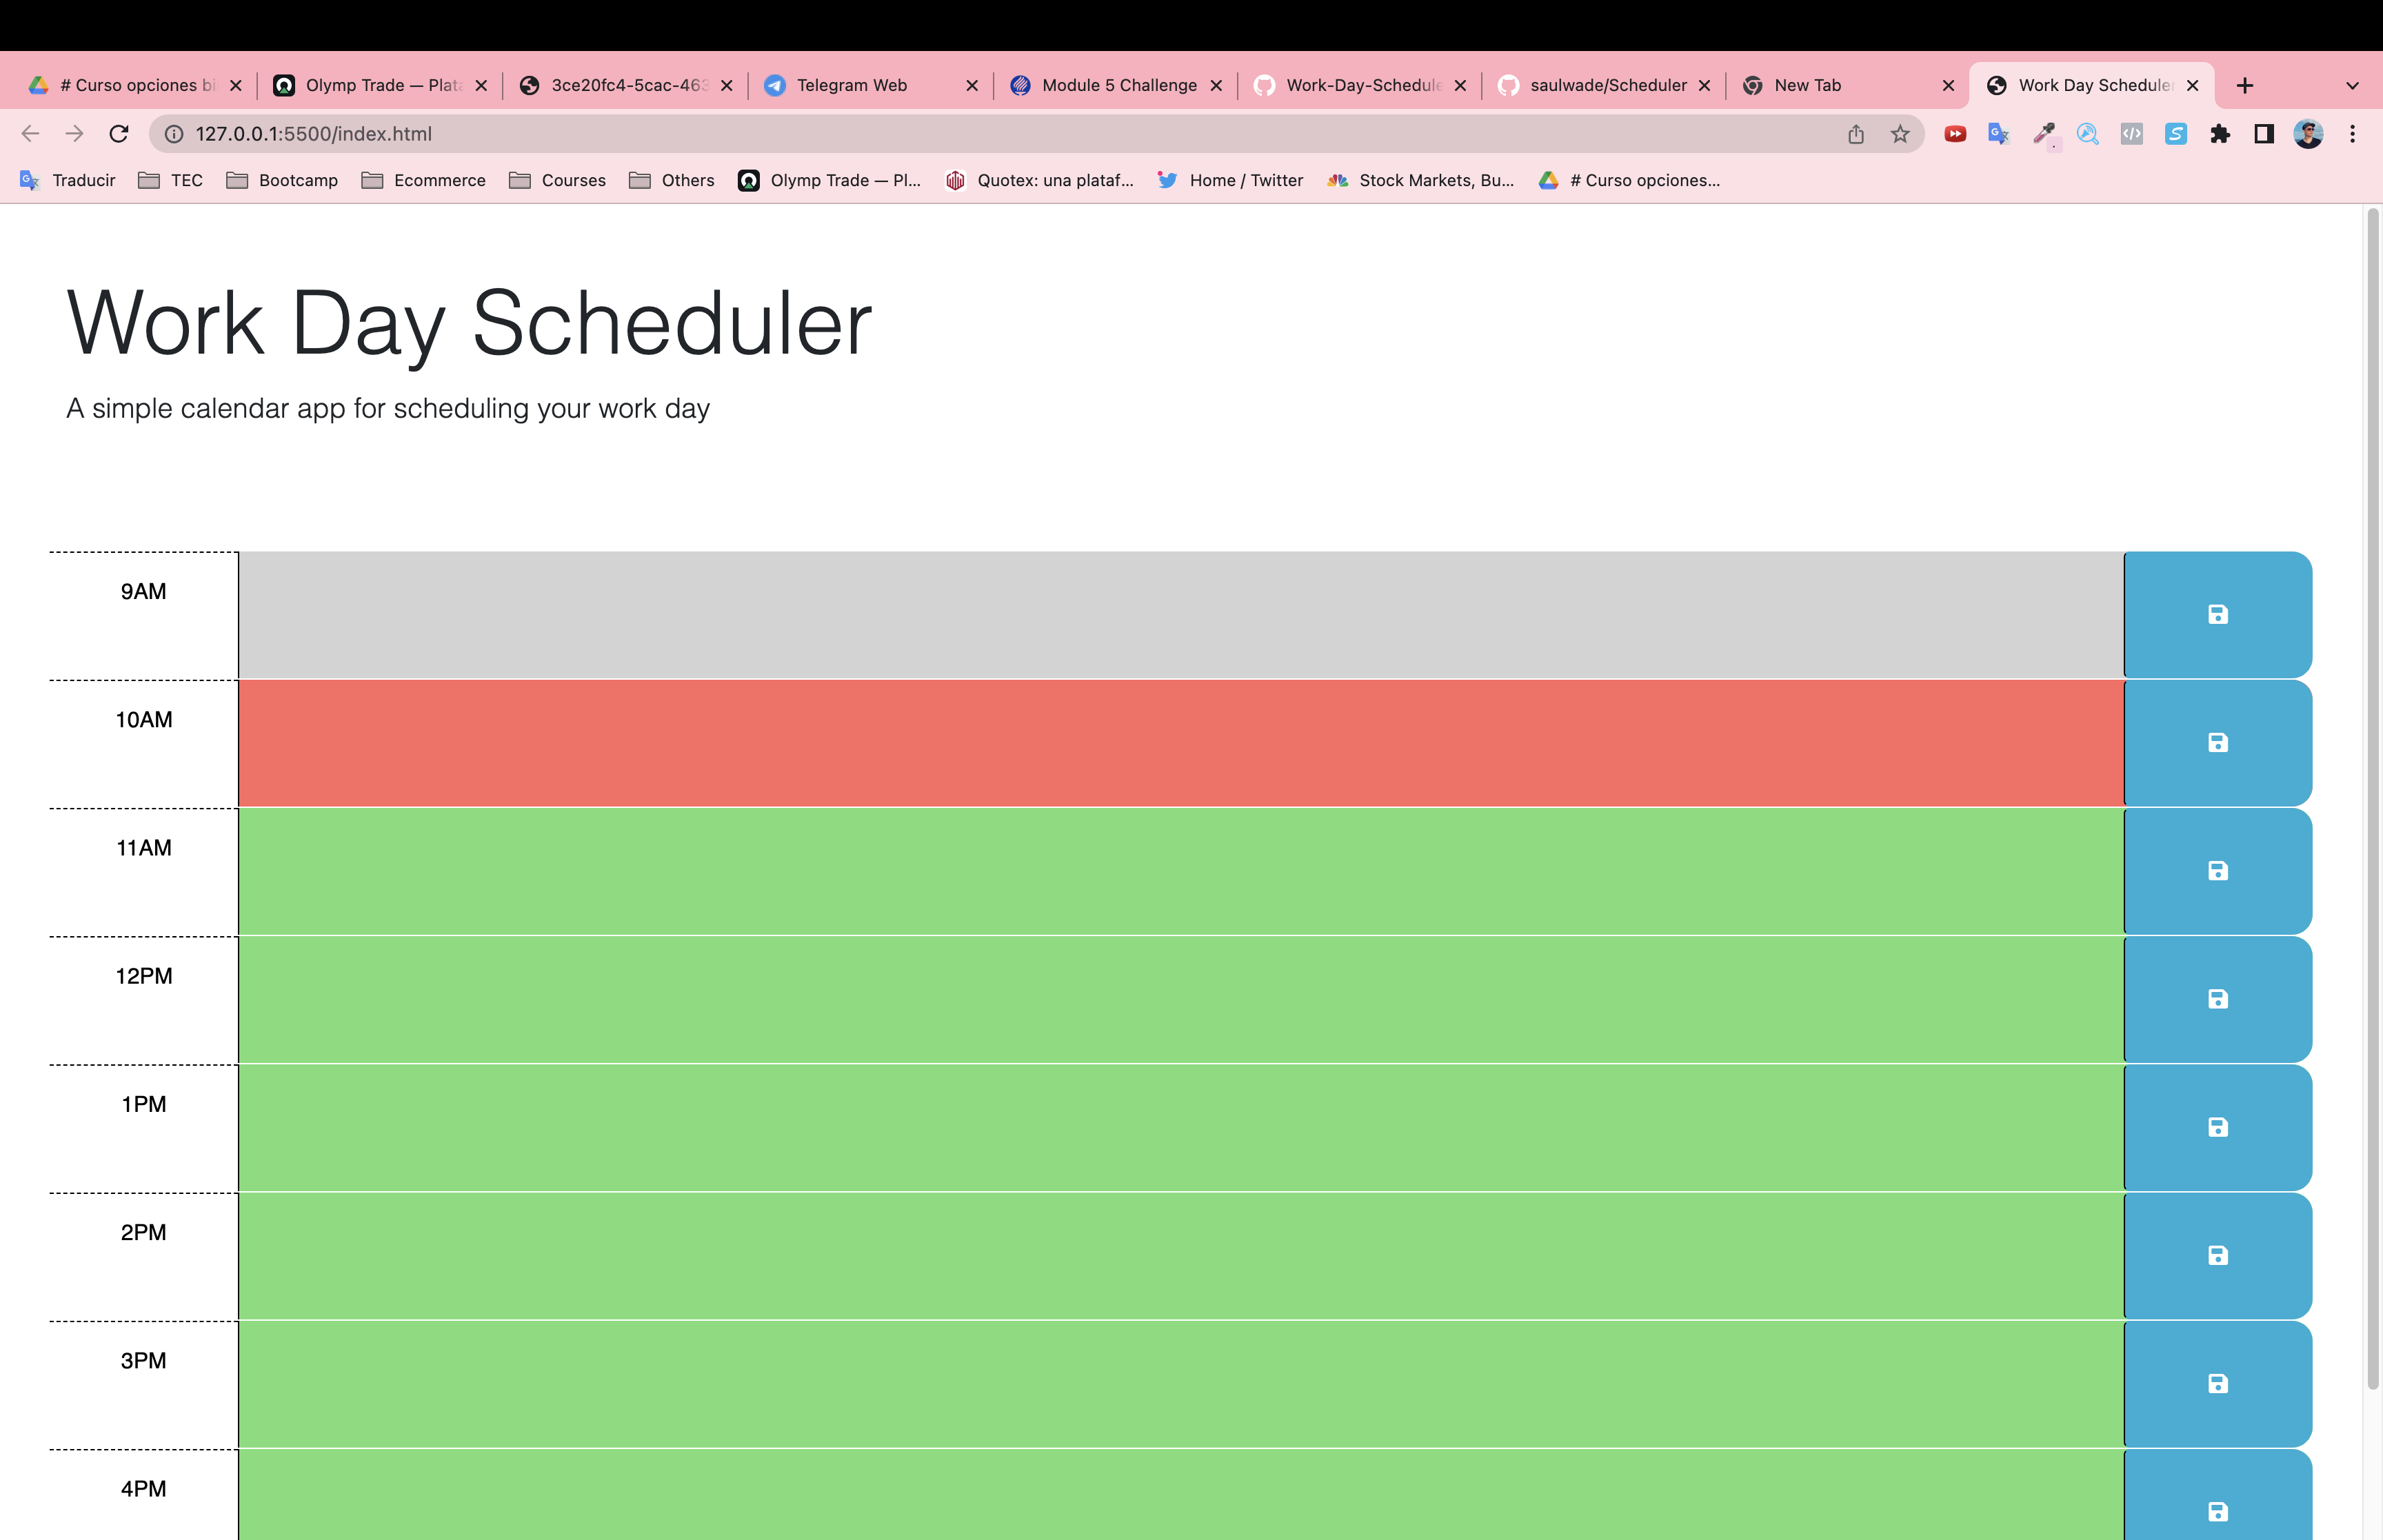 # Curso opciones bi Olymp Trade — Plata 3ce20fc4-5cac-463 Telegram Web Module 5 Challenge Work-Day-Schedule saulwade/Scheduler New Tab Work Day Scheduler
127.0.0.1:5500/index.html
Traducir TEC Bootcamp Ecommerce Courses Others Olymp Trade — Pl... Quotex: una plataf... Home / Twitter Stock Markets, Bu... # Curso opciones...
Work Day Scheduler
A simple calendar app for scheduling your work day
9AM
10AM
11AM
12PM
1PM
2PM
3PM
4PM